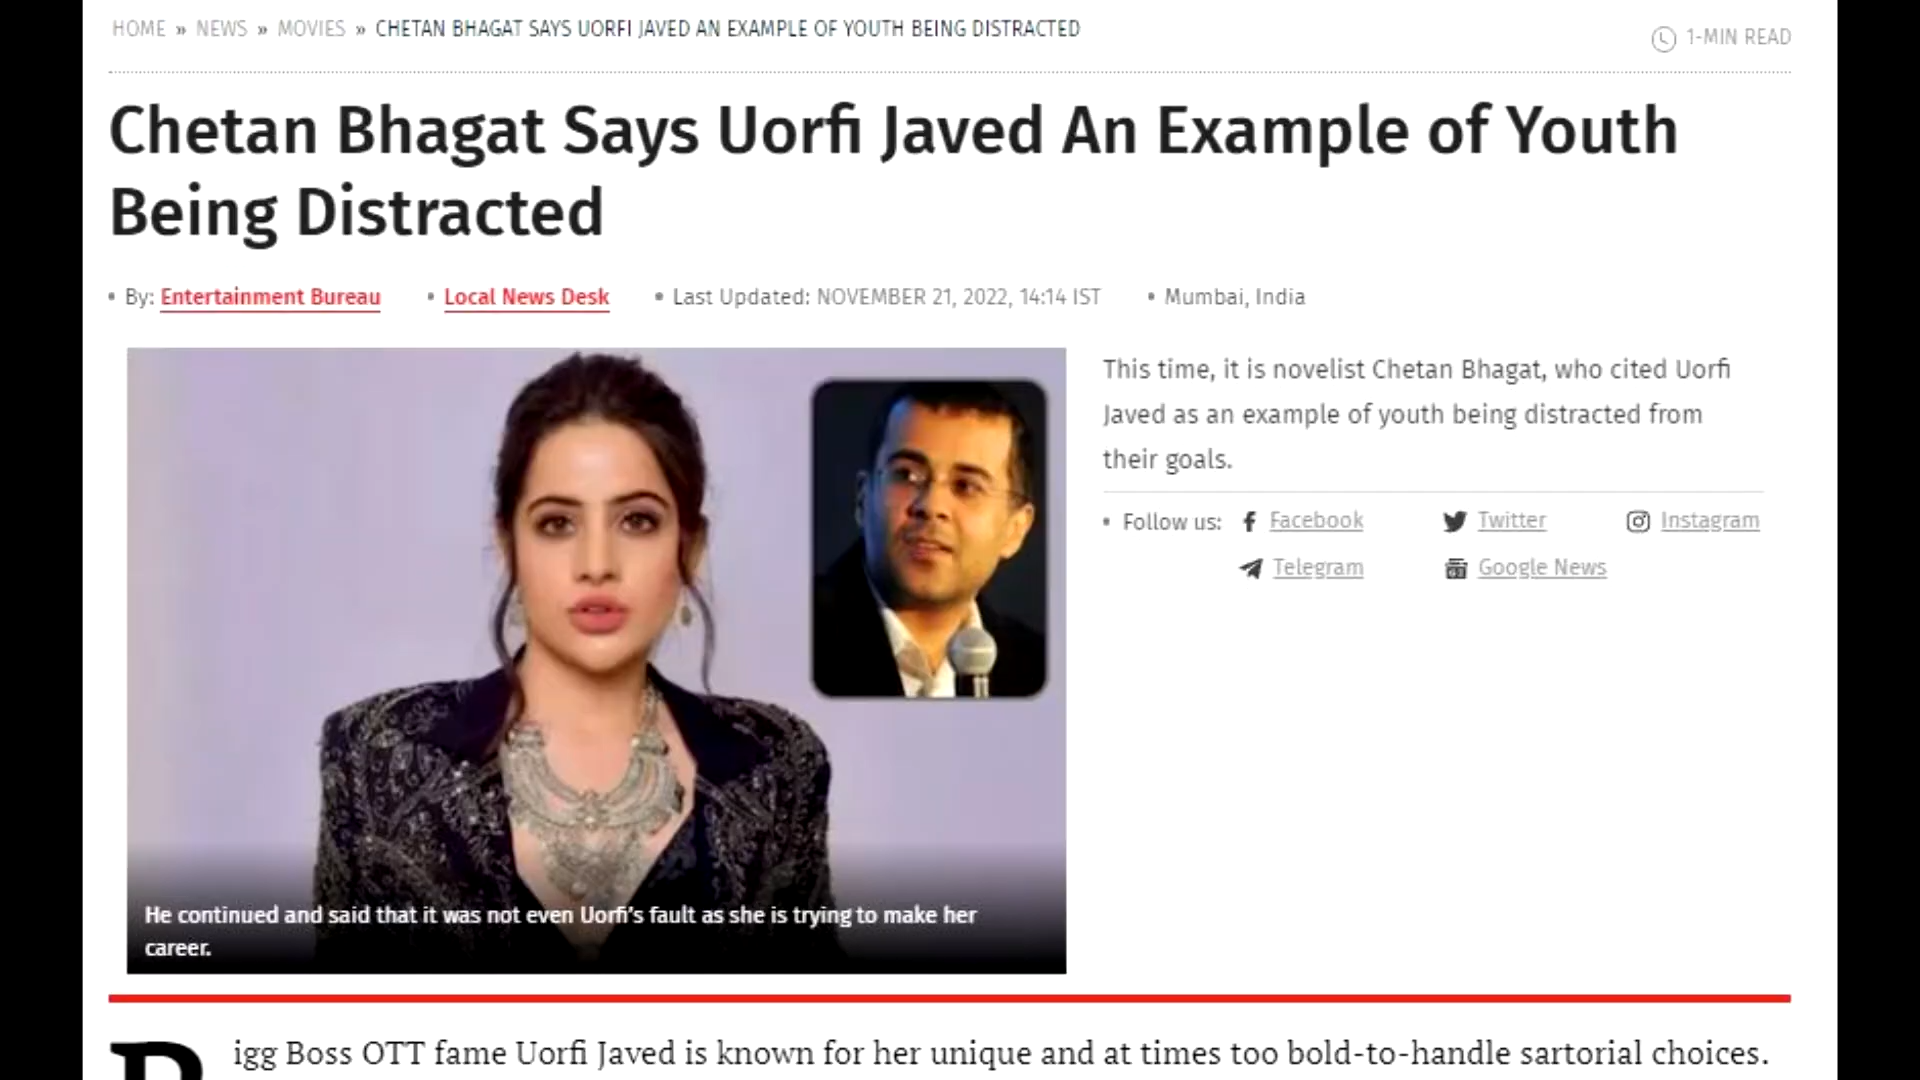 HOME » NEWS » MOVIES » CHETAN BHAGAT SAYS UORFI JAVED AN EXAMPLE OF YOUTH BEING DISTRACTED
1-MIN READ
Chetan Bhagat Says Uorfi Javed An Example of Youth
Being Distracted
• By: Entertainment Bureau • Local News Desk • Last Updated: NOVEMBER 21, 2022, 14:14 IST • Mumbai, India
This time, it is novelist Chetan Bhagat, who cited Uorfi
Javed as an example of youth being distracted from
their goals.
• Follow us: Facebook Twitter Instagram
Telegram Google News
He continued and said that it was not even Uorfi's fault as she is trying to make her
career.
Bigg Boss OTT fame Uorfi Javed is known for her unique and at times too bold-to-handle sartorial choices.